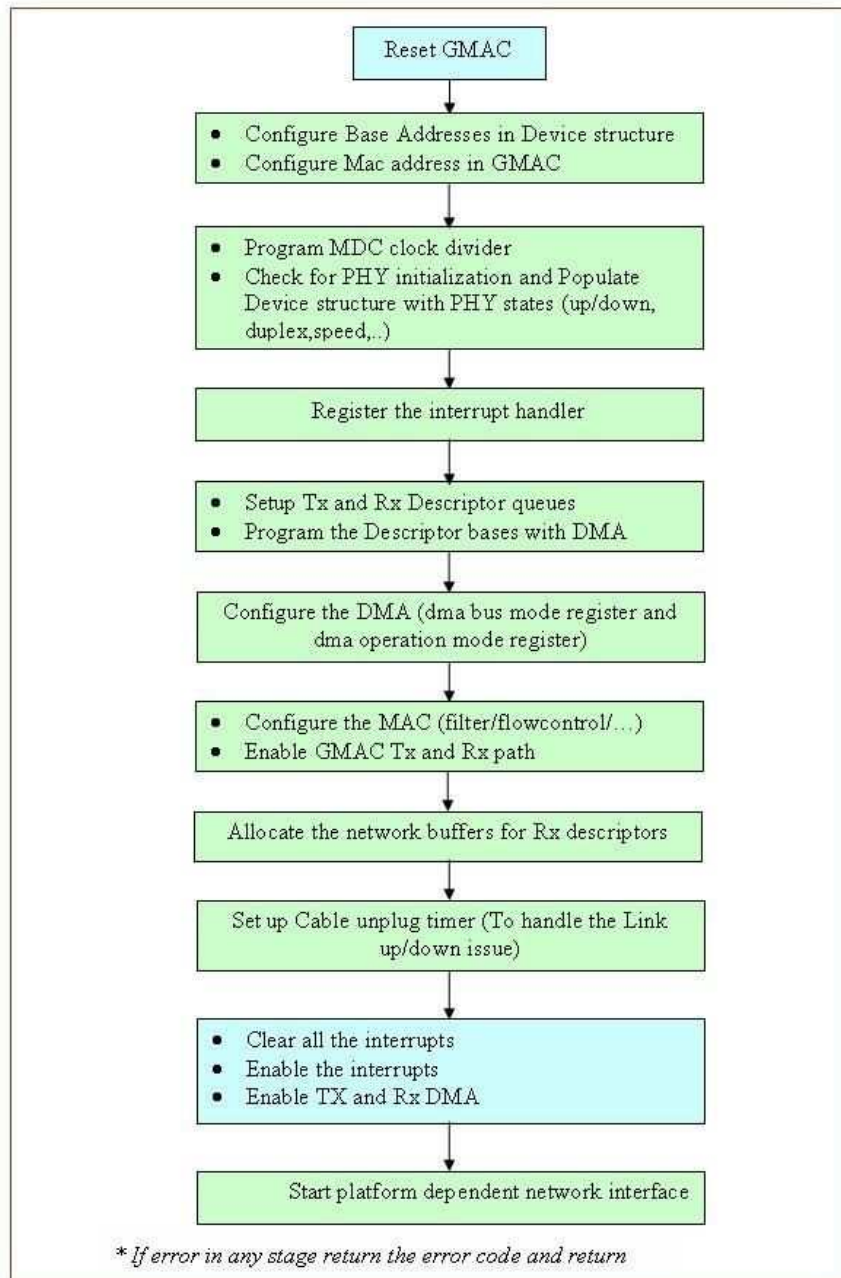 Reset GMAC
• Configure Base Addresses in Device structure
• Configure Mac address in GMAC
• Program MDC clock divider
• Check for PHY initialization and Populate
Device structure with PHY states (up/down,
duplex,speed,..)
Register the interrupt handler
• Setup Tx and Rx Descriptor queues
• Program the Descriptor bases with DMA
Configure the DMA (dma bus mode register and
dma operation mode register)
• Configure the MAC (filter/flowcontrol/…)
• Enable GMAC Tx and Rx path
Allocate the network buffers for Rx descriptors
Set up Cable unplug timer (To handle the Link
up/down issue)
• Clear all the interrupts
• Enable the interrupts
• Enable TX and Rx DMA
Start platform dependent network interface
* If error in any stage return the error code and return